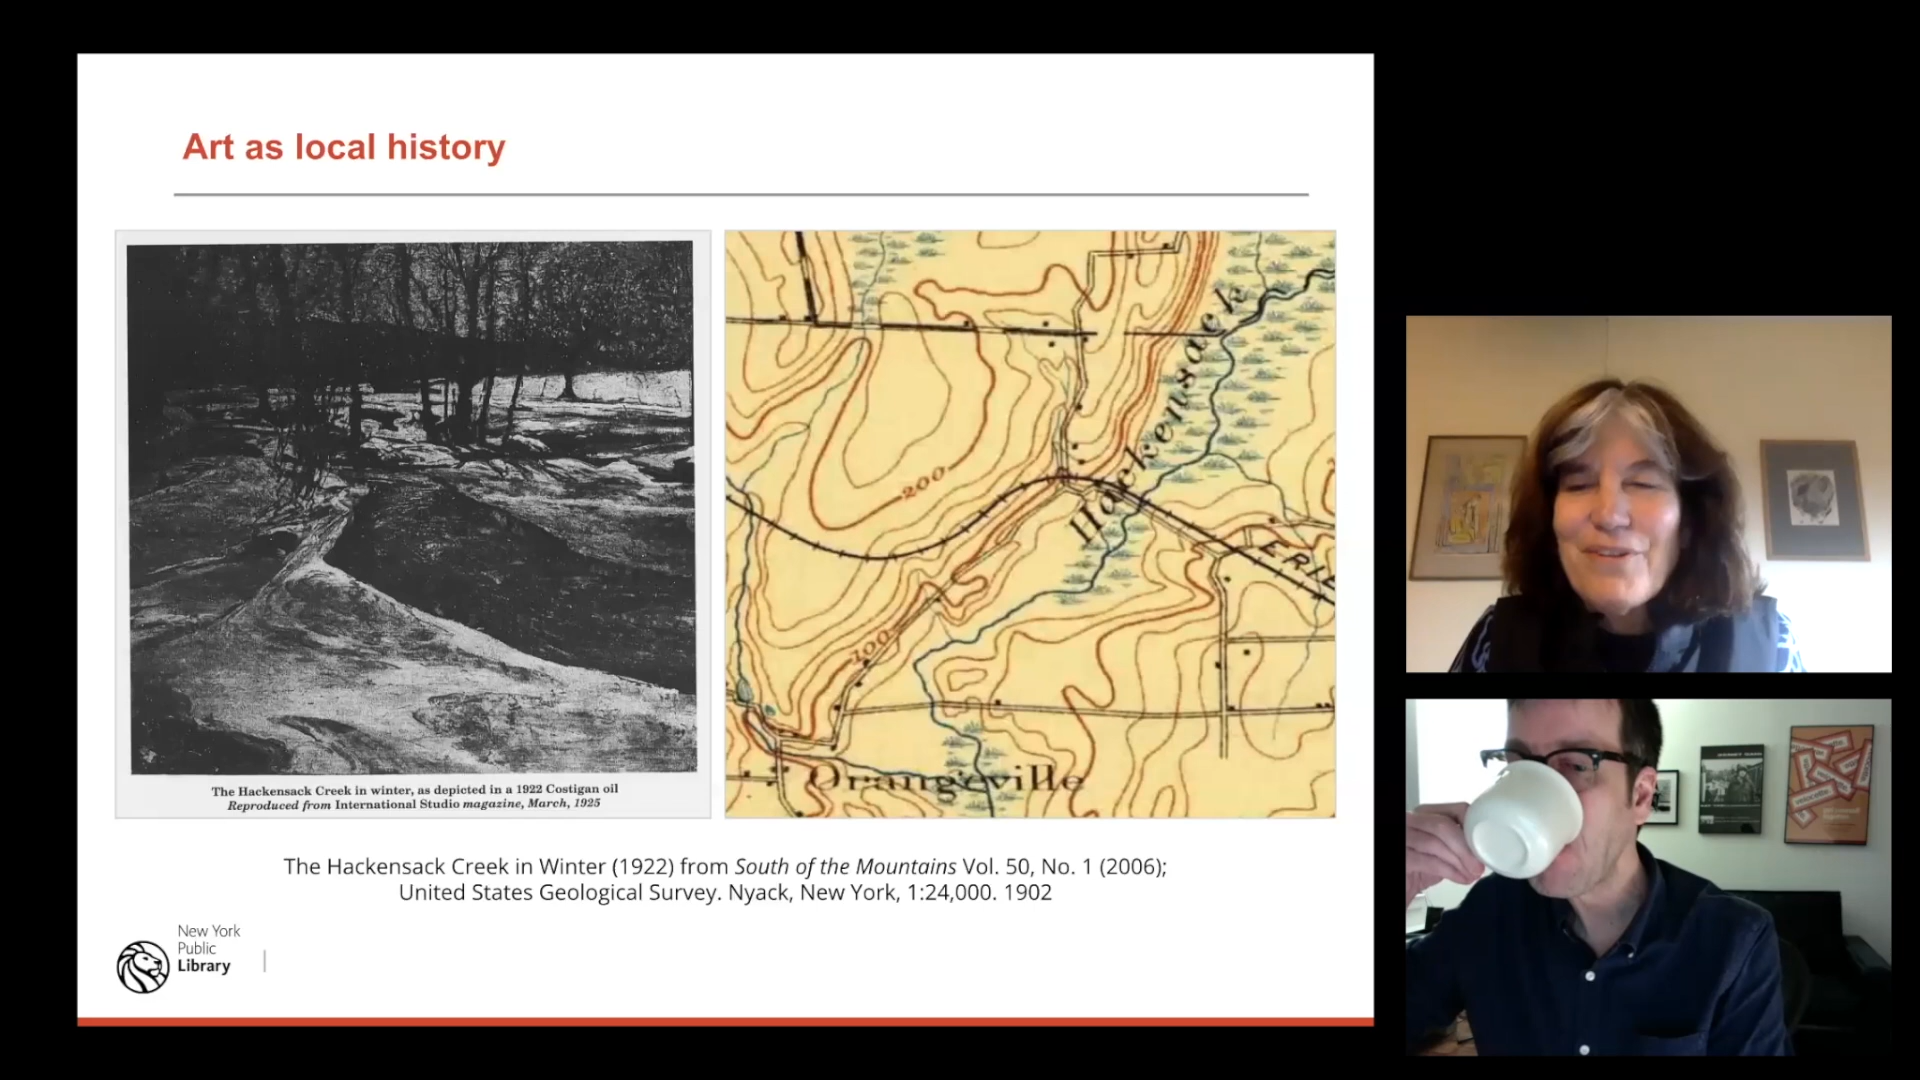 Art as local history
200
Hackensack
ERIE
100
Orangeville
The Hackensack Creek in winter, as depicted in a 1922 Costigan oil
Reproduced from International Studio magazine, March, 1925
The Hackensack Creek in Winter (1922) from South of the Mountains Vol. 50, No. 1 (2006);
United States Geological Survey. Nyack, New York, 1:24,000. 1902
New York
Public
Library